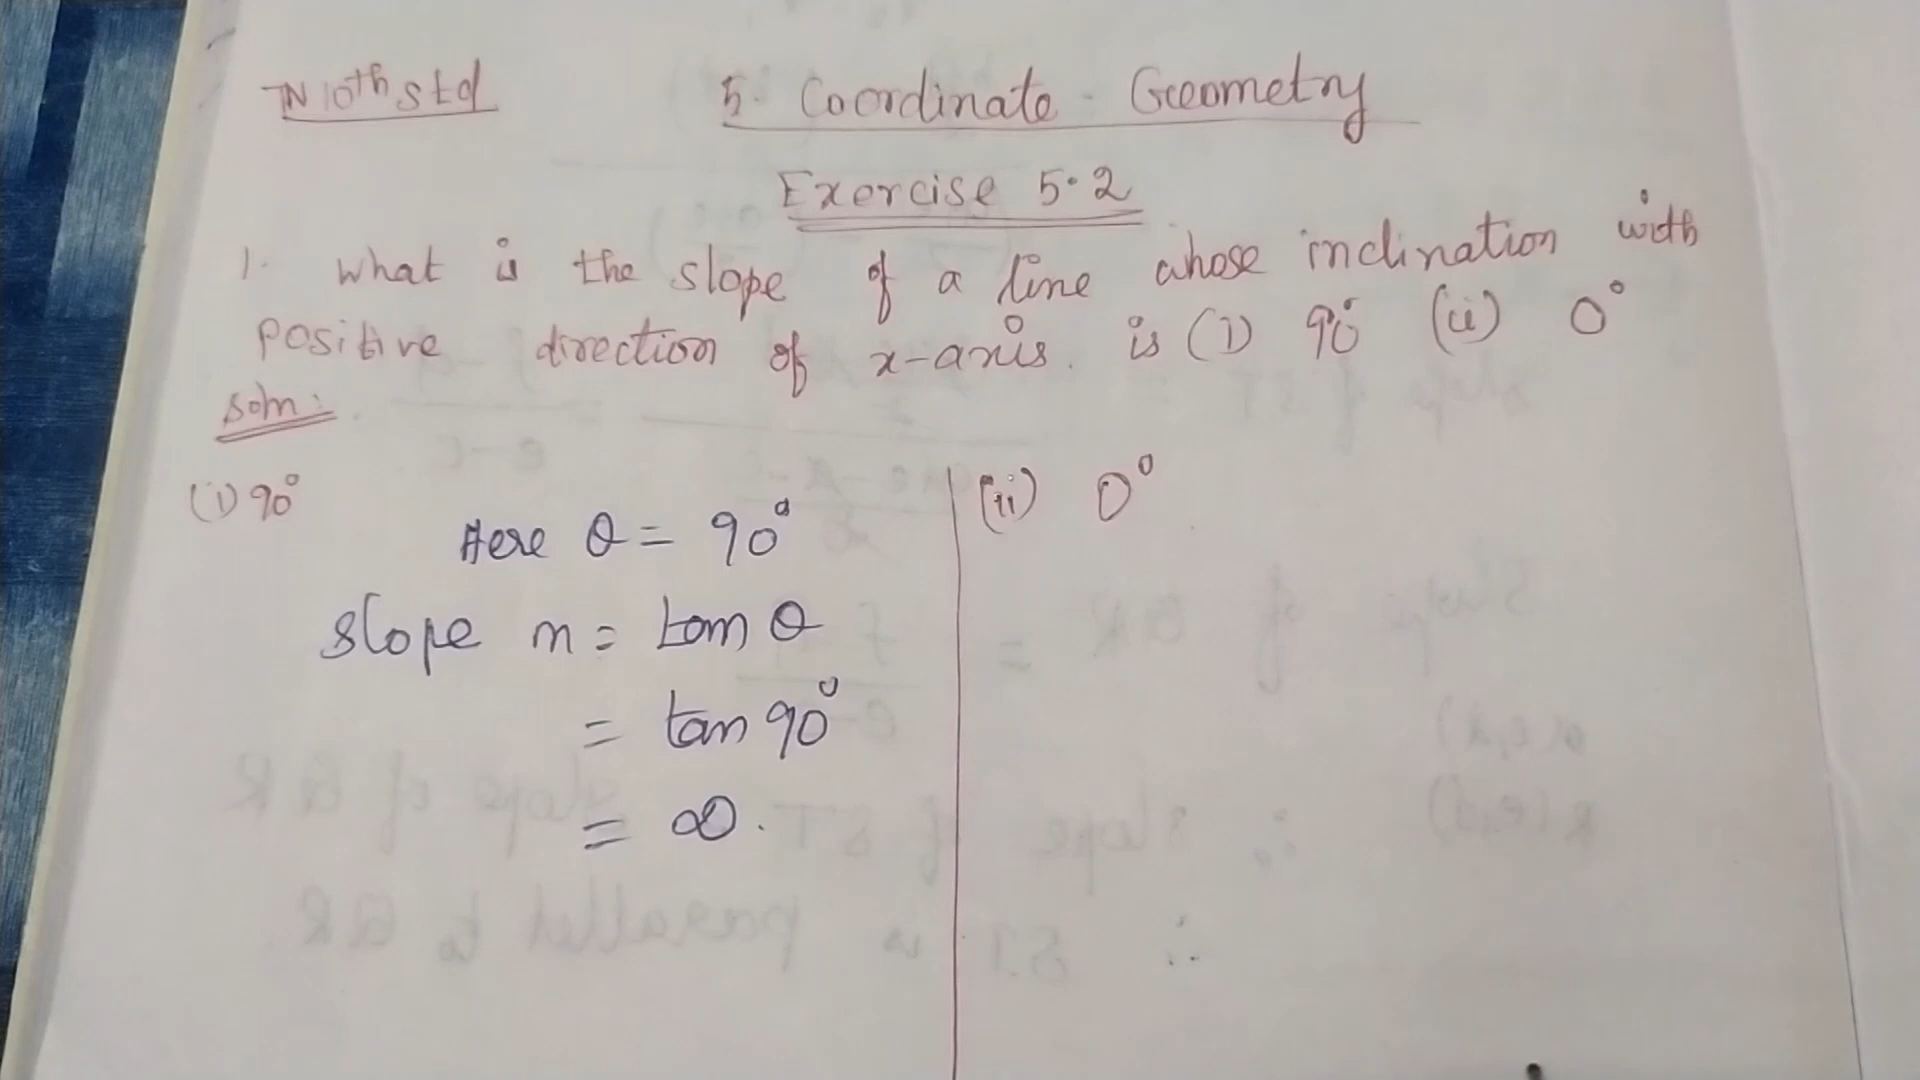 TN 10th std
5. Coordinate Geometry
Exercise 5.2
1. What is the slope of a line whose inclination with
positive direction of x-axis. is (i) 90° (ii) 0°
Soln:
(i) 90°
Here θ = 90°
Slope m = tan θ
= tan 90°
= ∞.
(ii) 0°